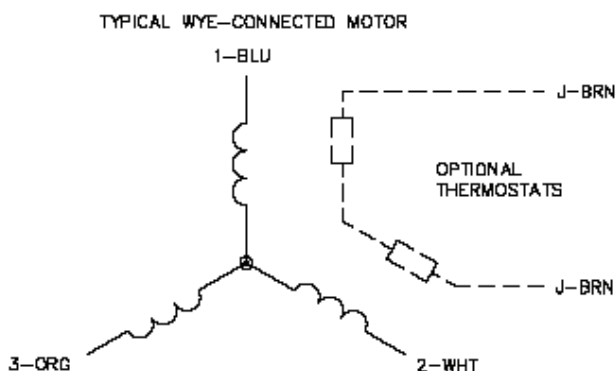 TYPICAL WYE-CONNECTED MOTOR
1-BLU
J-BRN
OPTIONAL
THERMOSTATS
J-BRN
3-ORG
2-WHT